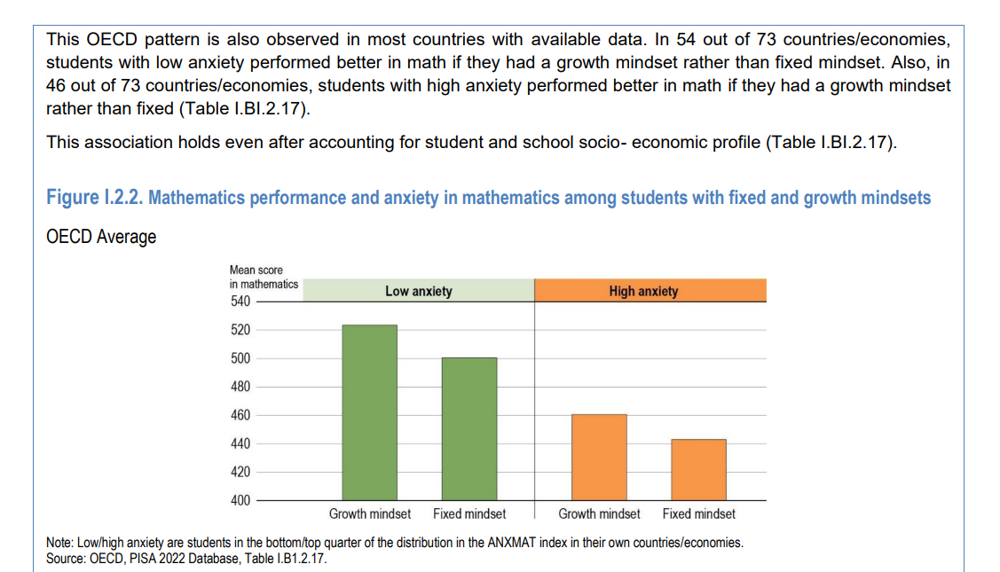 This OECD pattern is also observed in most countries with available data. In 54 out of 73 countries/economies,
students with low anxiety performed better in math if they had a growth mindset rather than fixed mindset. Also, in
46 out of 73 countries/economies, students with high anxiety performed better in math if they had a growth mindset
rather than fixed (Table I.BI.2.17).
This association holds even after accounting for student and school socio- economic profile (Table I.BI.2.17).
Figure I.2.2. Mathematics performance and anxiety in mathematics among students with fixed and growth mindsets
OECD Average
Mean score
in mathematics
Low anxiety
High anxiety
540
520
500
480
460
440
420
400
Growth mindset
Fixed mindset
Growth mindset
Fixed mindset
Note: Low/high anxiety are students in the bottom/top quarter of the distribution in the ANXMAT index in their own countries/economies.
Source: OECD, PISA 2022 Database, Table I.B1.2.17.